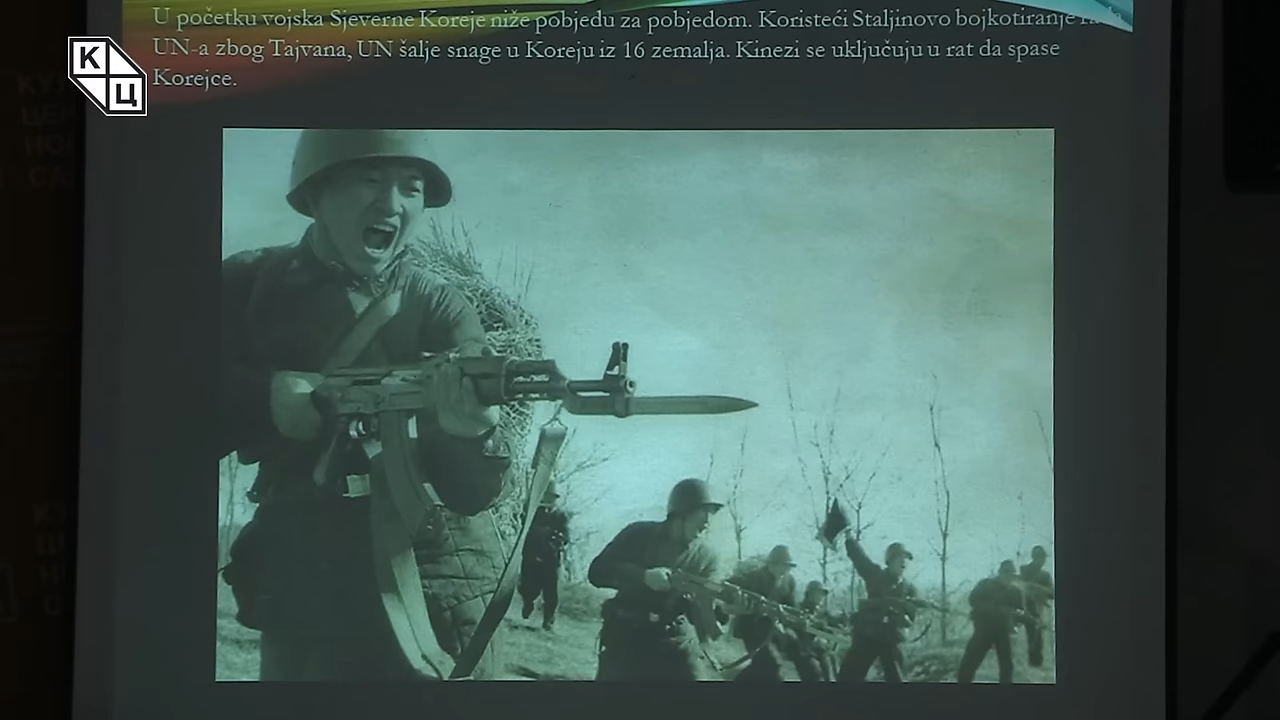 U početku vojska Sjeverne Koreje niže pobjedu za pobjedom. Koristeći Staljinovo bojkotiranje
UN-a zbog Tajvana, UN šalje snage u Koreju iz 16 zemalja. Kinezi se uključuju u rat da spase
Korejce.
К
Ц